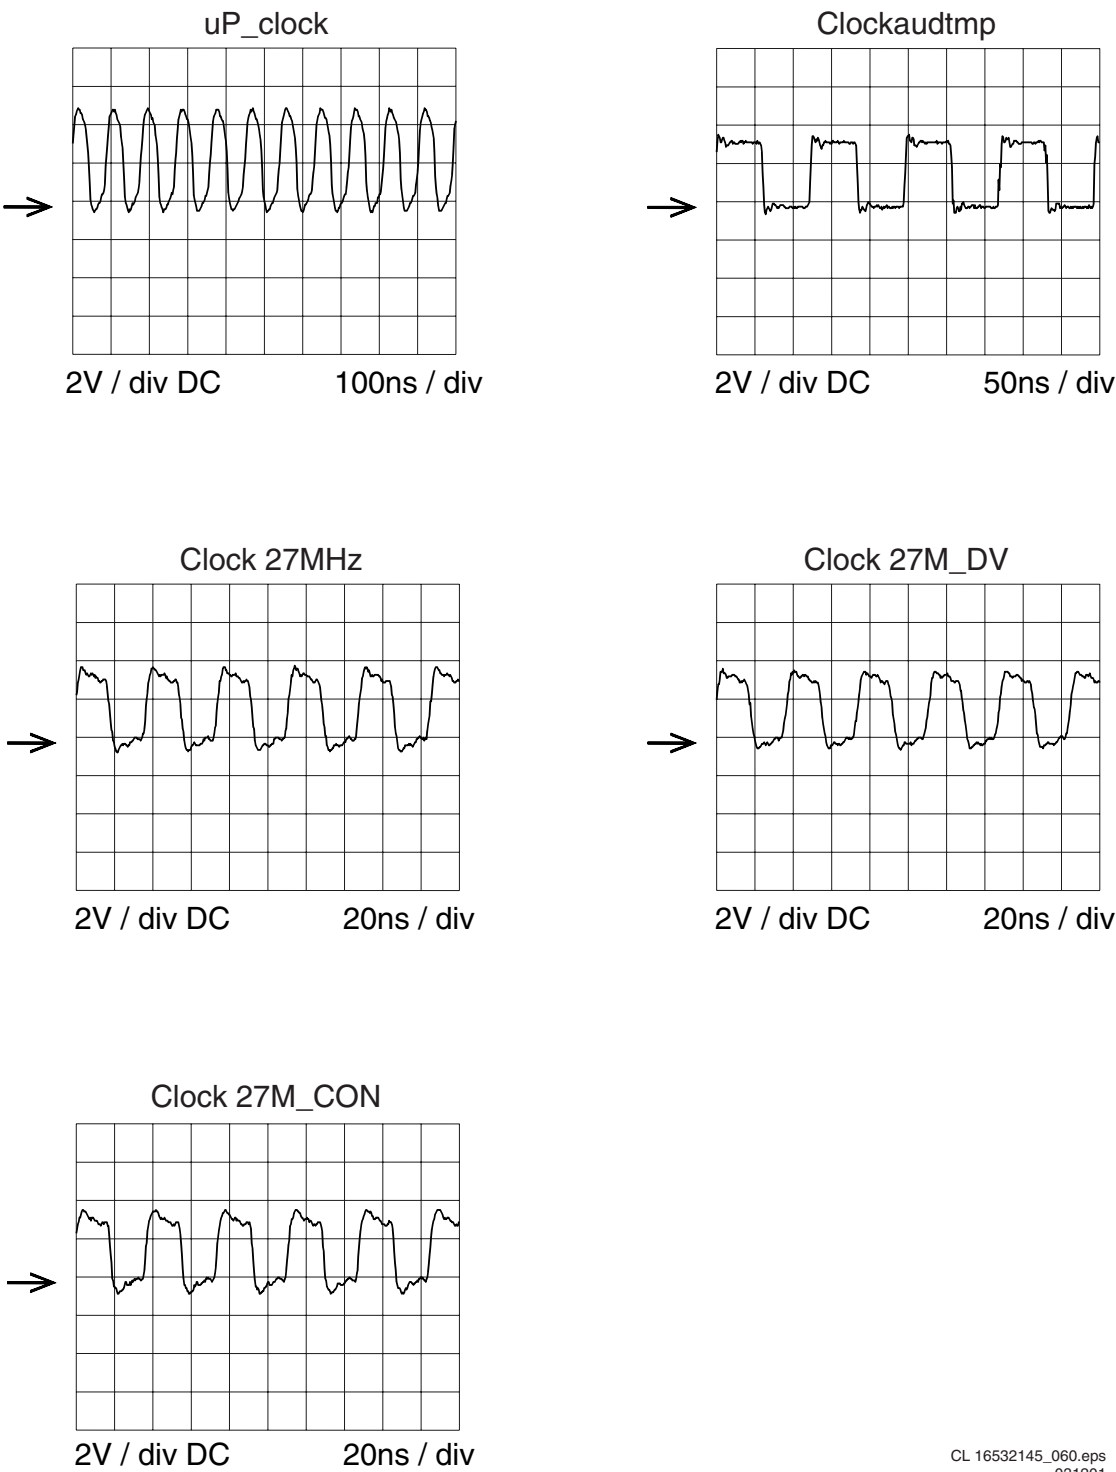 uP_clock
Clockaudtmp
2V / div DC 100ns / div
2V / div DC 50ns / div
Clock 27MHz
Clock 27M_DV
2V / div DC 20ns / div
2V / div DC 20ns / div
Clock 27M_CON
2V / div DC 20ns / div
CL 16532145_060.eps